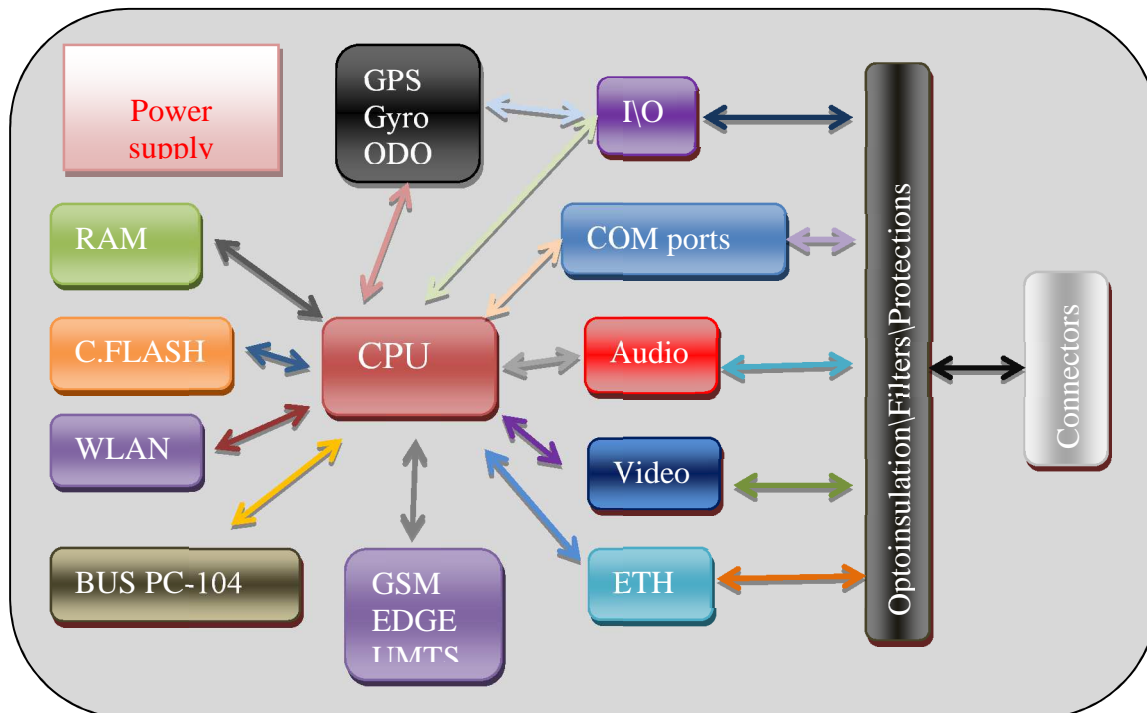 Power
supply
GPS
Gyro
ODO
I\O
RAM
COM ports
C.FLASH
CPU
Audio
WLAN
Video
BUS PC-104
GSM
EDGE
UMTS
ETH
Optoinsulation\Filters\Protections
Connectors